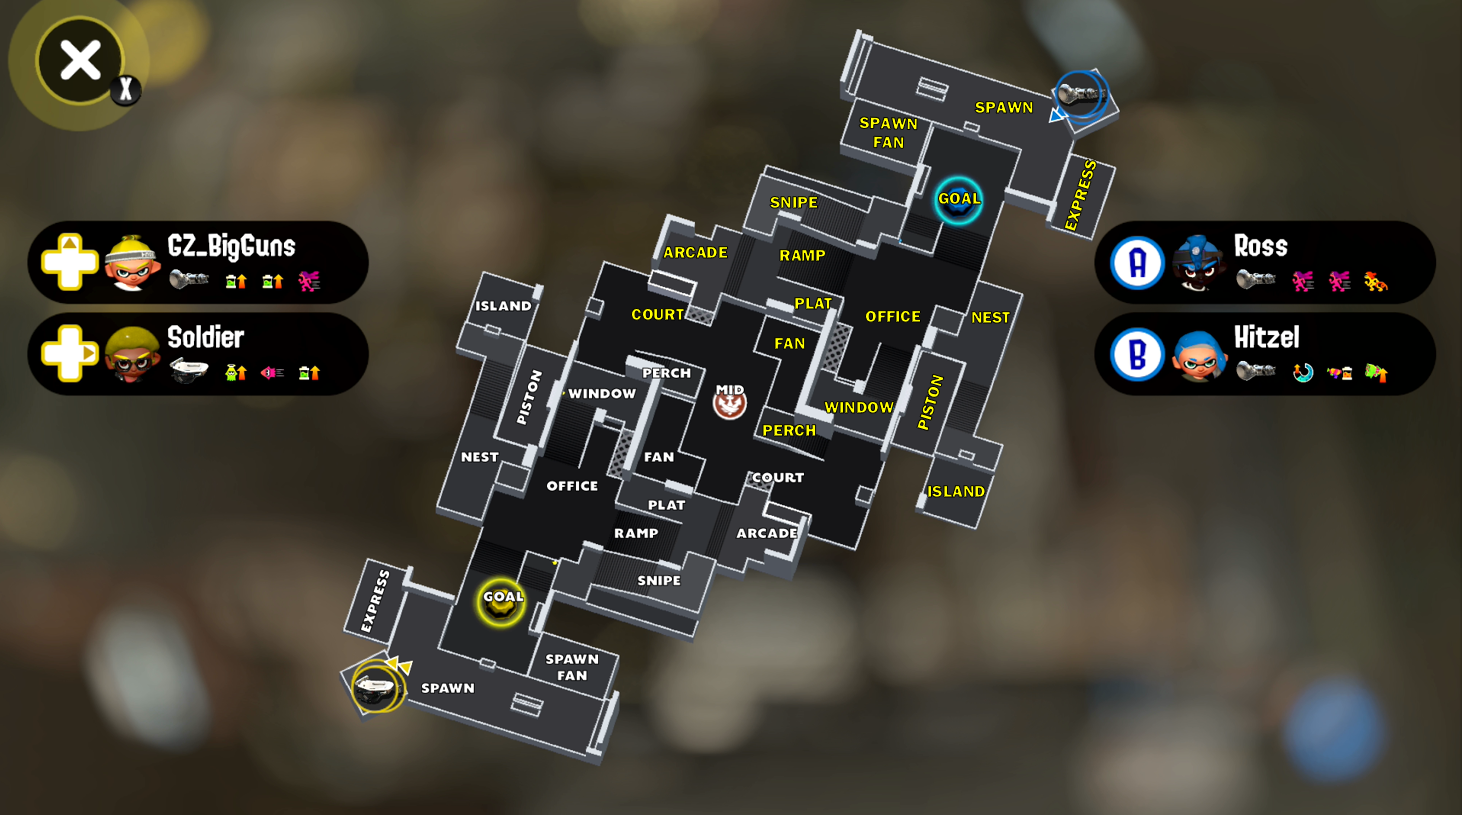 X
SPAWN
SPAWN
FAN
EXPRESS
SNIPE
GOAL
GZ_BigGuns
Ross
ARCADE
RAMP
ISLAND
COURT
PLAT
OFFICE
NEST
Soldier
FAN
A
Hitzel
B
PERCH
PISTON
WINDOW
MID
WINDOW
PISTON
PERCH
NEST
FAN
COURT
OFFICE
ISLAND
PLAT
RAMP
ARCADE
SNIPE
EXPRESS
GOAL
SPAWN
FAN
SPAWN